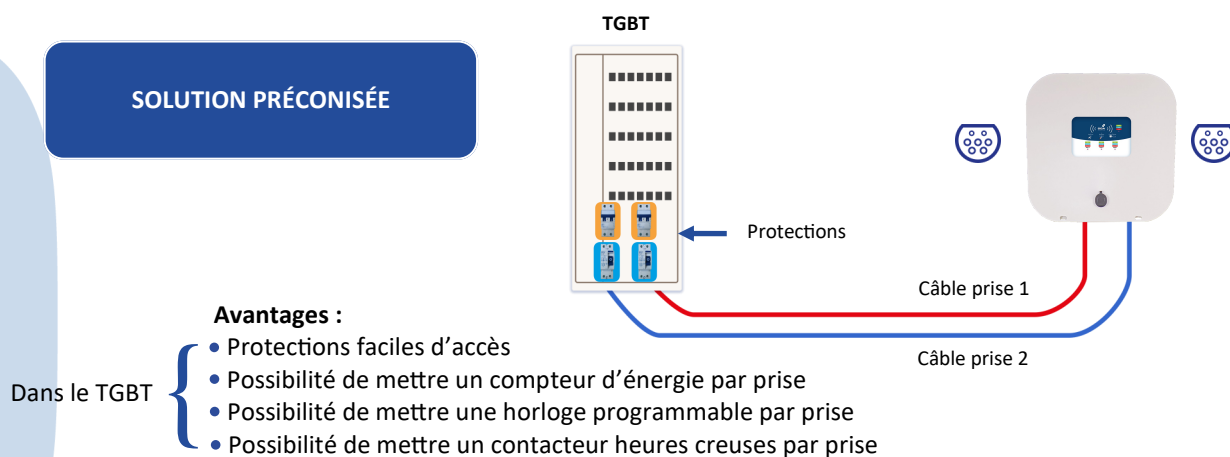 TGBT
SOLUTION PRÉCONISÉE
Protections
Câble prise 1
Câble prise 2
Avantages :
Dans le TGBT
• Protections faciles d'accès
• Possibilité de mettre un compteur d'énergie par prise
• Possibilité de mettre une horloge programmable par prise
• Possibilité de mettre un contacteur heures creuses par prise